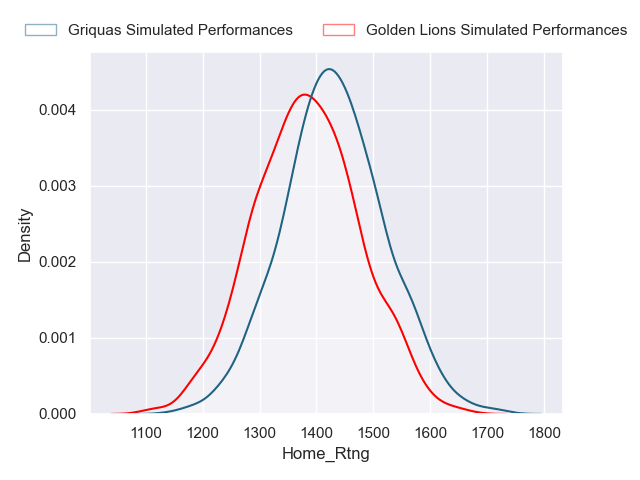 Griquas Simulated Performances Golden Lions Simulated Performances
0.004
0.003
0.002
0.001
0.000
Density
1100 1200 1300 1400 1500 1600 1700 1800
Home_Rtng